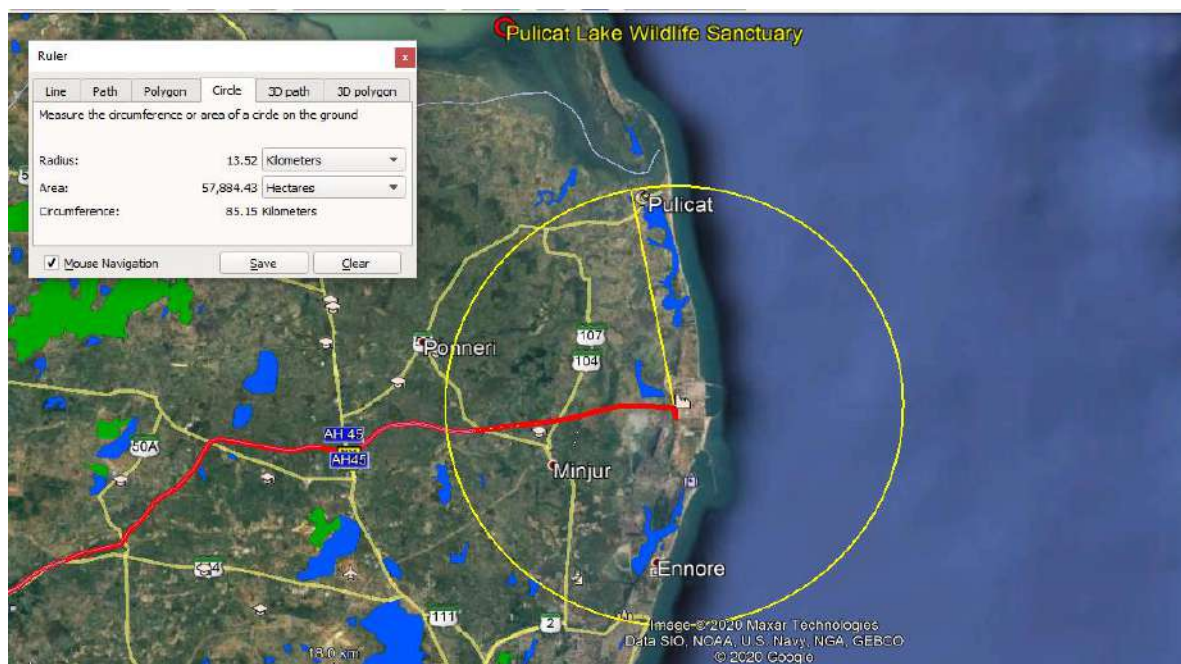 Pulicat Lake Wildlife Sanctuary
Ruler
x
Line Path Polygon Circle 3D path 3D polygon
Measure the circumference or area of a circle on the ground
Radius: 13.52 Kilometers
Area: 57,884.43 Hectares
Circumference: 85.15 Kilometers
Mouse Navigation Save Clear
Pulicat
107
Ponneri
104
AH 45
50A
AH45
Minjur
Ennore
111
2
18.0 km
Image © 2020 Maxar Technologies
Data SIO, NOAA, U.S. Navy, NGA, GEBCO
© 2020 Google